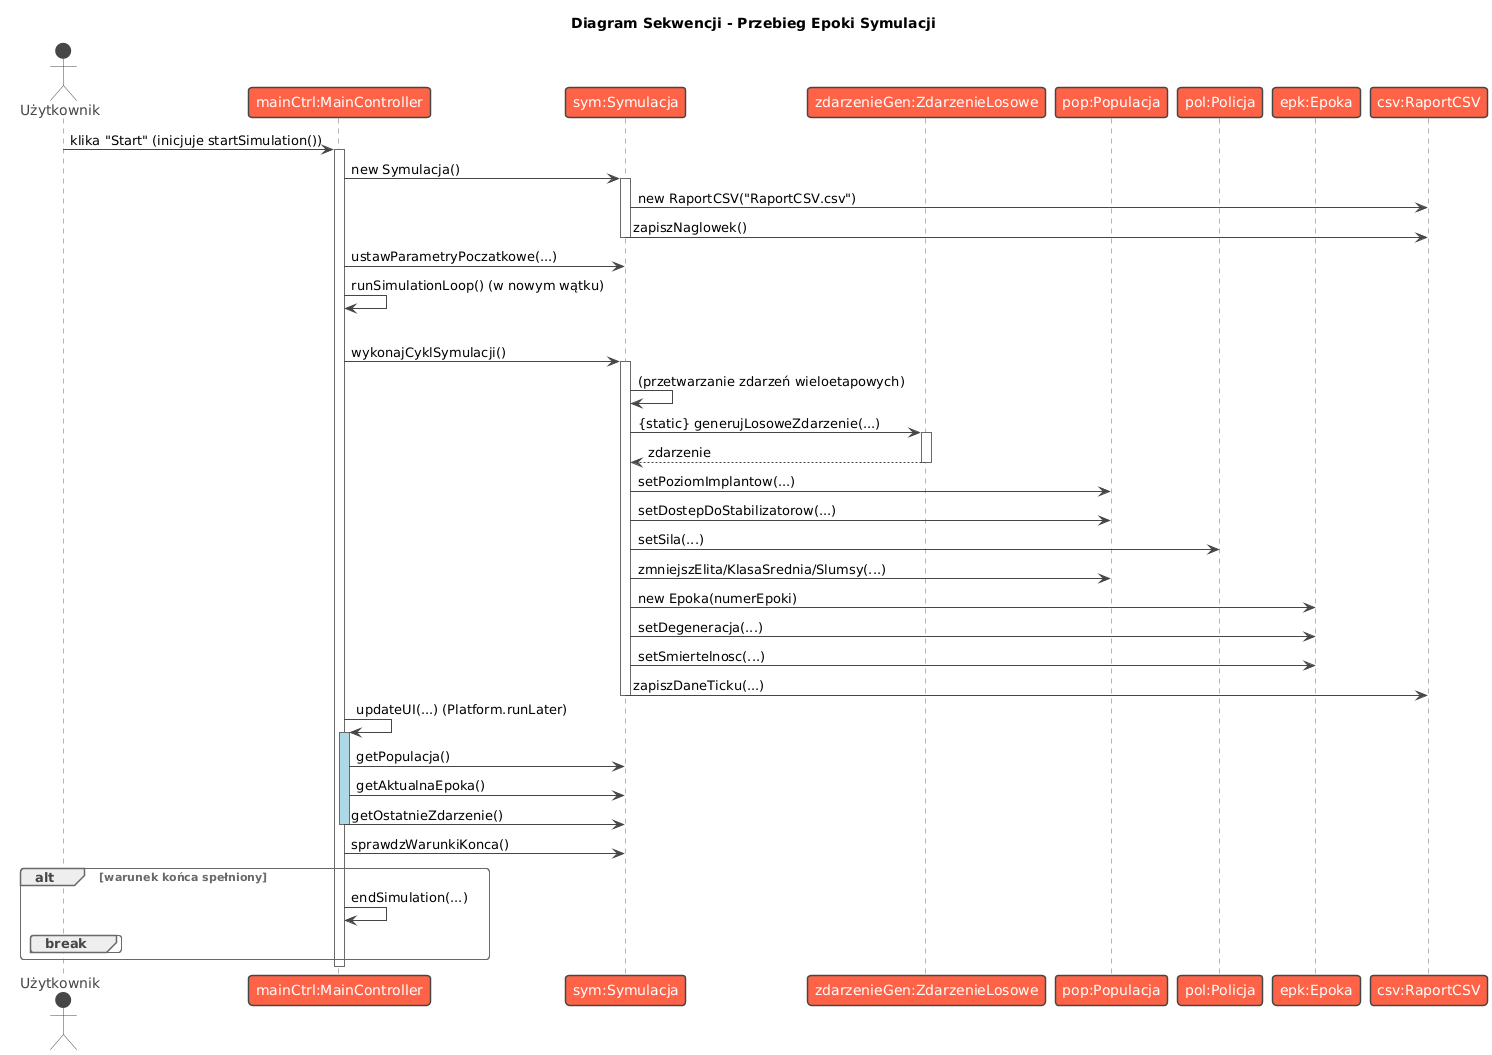 Diagram Sekwencji - Przebieg Epoki Symulacji
Użytkownik
mainCtrl:MainController
sym:Symulacja
zdarzenieGen:ZdarzenieLosowe
pop:Populacja
pol:Policja
epk:Epoka
csv:RaportCSV
klika "Start" (inicjuje startSimulation())
new Symulacja()
new RaportCSV("RaportCSV.csv")
zapiszNaglowek()
ustawParametryPoczatkowe(...)
runSimulationLoop() (w nowym wątku)
wykonajCyklSymulacji()
(przetwarzanie zdarzeń wieloetapowych)
{static} generujLosoweZdarzenie(...)
zdarzenie
setPoziomImplantow(...)
setDostepDoStabilizatorow(...)
setSila(...)
zmniejszElita/KlasaSrednia/Slumsy(...)
new Epoka(numerEpoki)
setDegeneracja(...)
setSmiertelnosc(...)
zapiszDaneTicku(...)
updateUI(...) (Platform.runLater)
getPopulacja()
getAktualnaEpoka()
getOstatnieZdarzenie()
sprawdzWarunkiKonca()
alt [warunek końca spełniony]
endSimulation(...)
break
Użytkownik
mainCtrl:MainController
sym:Symulacja
zdarzenieGen:ZdarzenieLosowe
pop:Populacja
pol:Policja
epk:Epoka
csv:RaportCSV